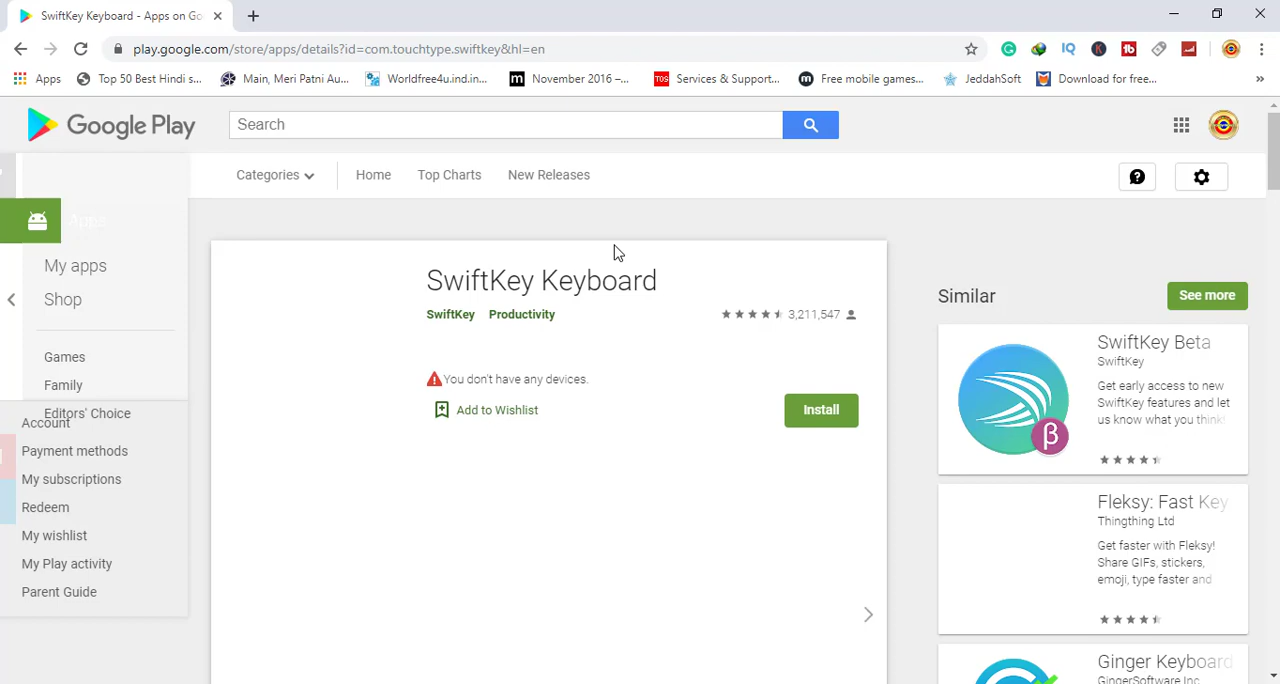 SwiftKey Keyboard - Apps on Go
play.google.com/store/apps/details?id=com.touchtype.swiftkey&hl=en
Apps
Top 50 Best Hindi s...
Main, Meri Patni Au...
Worldfree4u.ind.in...
November 2016 –...
Services & Support...
Free mobile games...
JeddahSoft
Download for free...
Google Play
Search
Categories
Home
Top Charts
New Releases
Apps
My apps
Shop
Games
Family
Editors' Choice
Account
Payment methods
My subscriptions
Redeem
My wishlist
My Play activity
Parent Guide
SwiftKey Keyboard
SwiftKey Productivity
3,211,547
You don't have any devices.
Add to Wishlist
Install
Similar
See more
SwiftKey Beta
SwiftKey
Get early access to new
SwiftKey features and let
us know what you think!
β
Fleksy: Fast Key
Thingthing Ltd
Get faster with Fleksy!
Share GIFs, stickers,
emoji, type faster and
Ginger Keyboard
GingerSoftware Inc